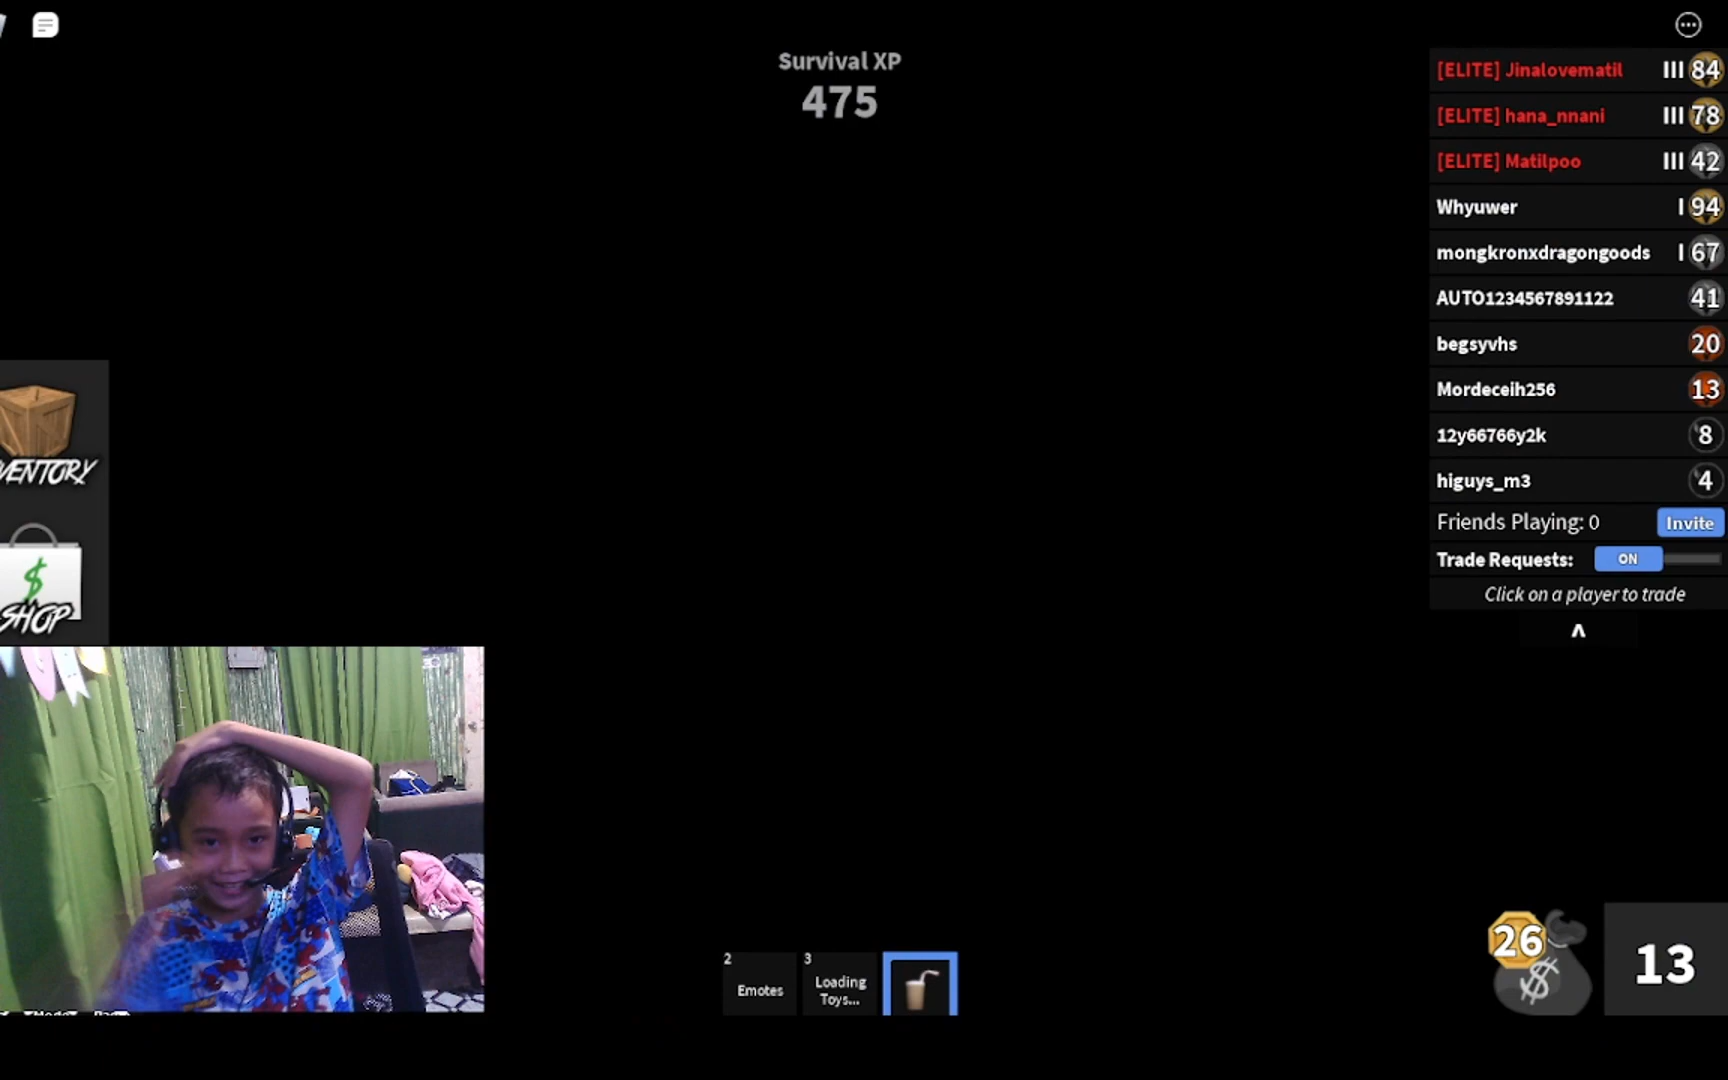 Survival XP
475
[ELITE] Jinalovematil III 84
[ELITE] hana_nnani III 78
[ELITE] Matilpoo III 42
Whyuwer I 94
mongkronxdragongoods I 67
AUTO1234567891122 41
begsyvhs 20
Mordeceih256 13
12y66766y2k 8
higuys_m3 4
Friends Playing: 0 Invite
Trade Requests: ON
Click on a player to trade
VENTORY
$
SHOP
2
Emotes
3
Loading
Toys...
26
$
13